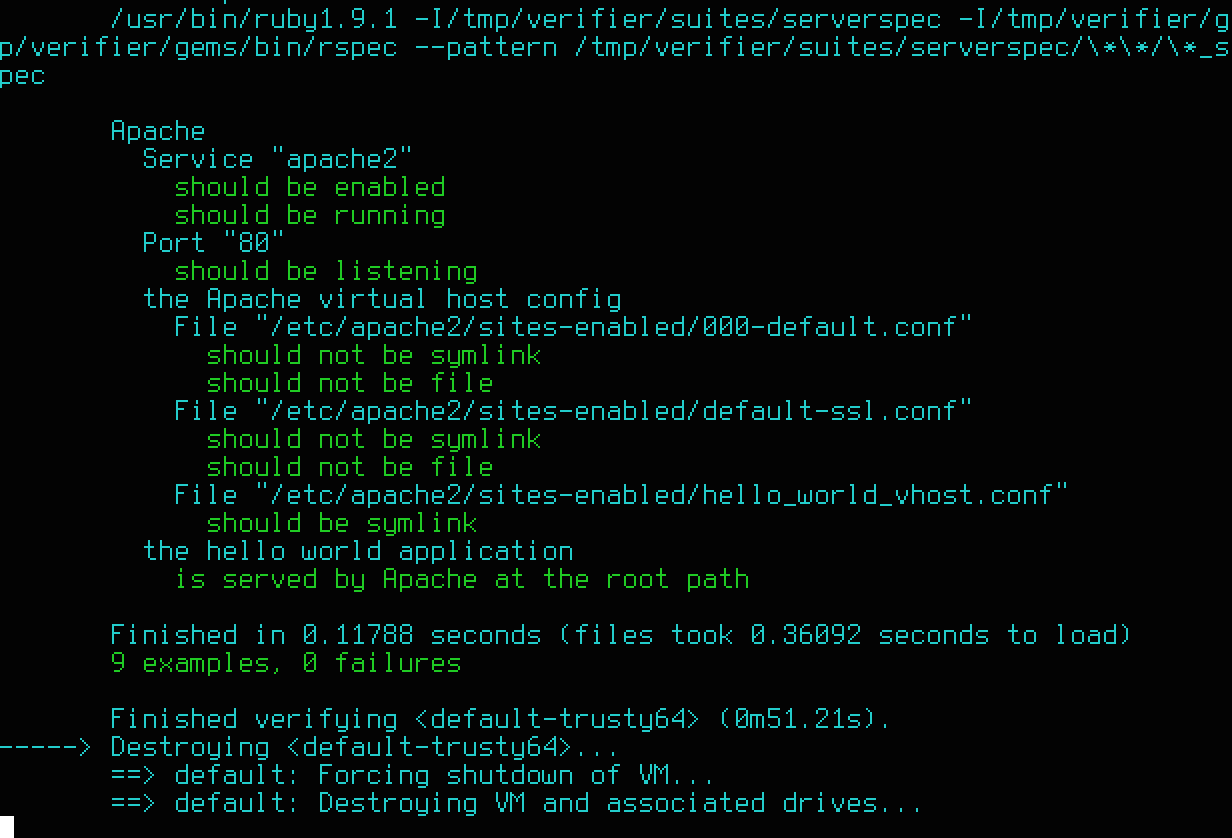 /usr/bin/ruby1.9.1 -I/tmp/verifier/suites/serverspec -I/tmp/verifier/g
p/verifier/gems/bin/rspec --pattern /tmp/verifier/suites/serverspec/\*\*/\*_s
pec
Apache
Service "apache2"
should be enabled
should be running
Port "80"
should be listening
the Apache virtual host config
File "/etc/apache2/sites-enabled/000-default.conf"
should not be symlink
should not be file
File "/etc/apache2/sites-enabled/default-ssl.conf"
should not be symlink
should not be file
File "/etc/apache2/sites-enabled/hello_world_vhost.conf"
should be symlink
the hello world application
is served by Apache at the root path
Finished in 0.11788 seconds (files took 0.36092 seconds to load)
9 examples, 0 failures
Finished verifying <default-trusty64> (0m51.21s).
-----> Destroying <default-trusty64>...
==> default: Forcing shutdown of VM...
==> default: Destroying VM and associated drives...